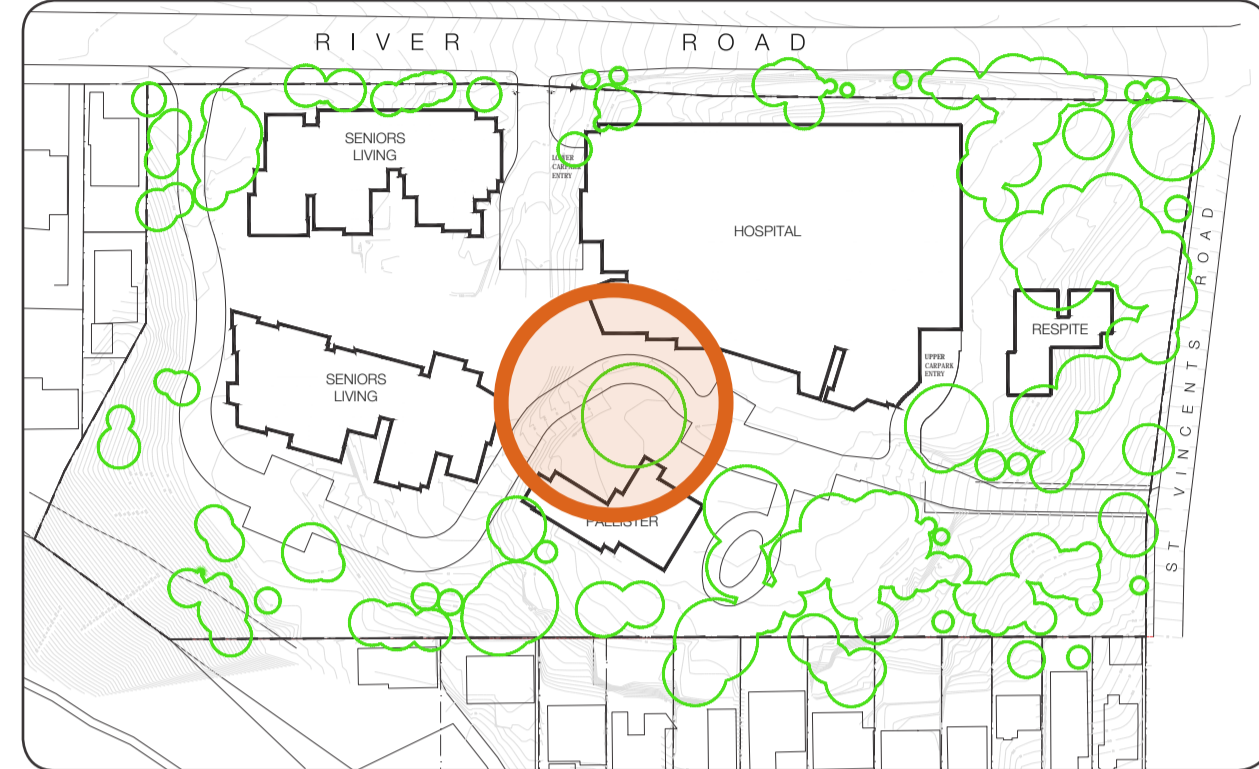 RIVER ROAD
SENIORS
LIVING
LOWER
CARPARK
ENTRY
HOSPITAL
ST VINCENTS ROAD
RESPITE
UPPER
CARPARK
ENTRY
SENIORS
LIVING
PALLISTER